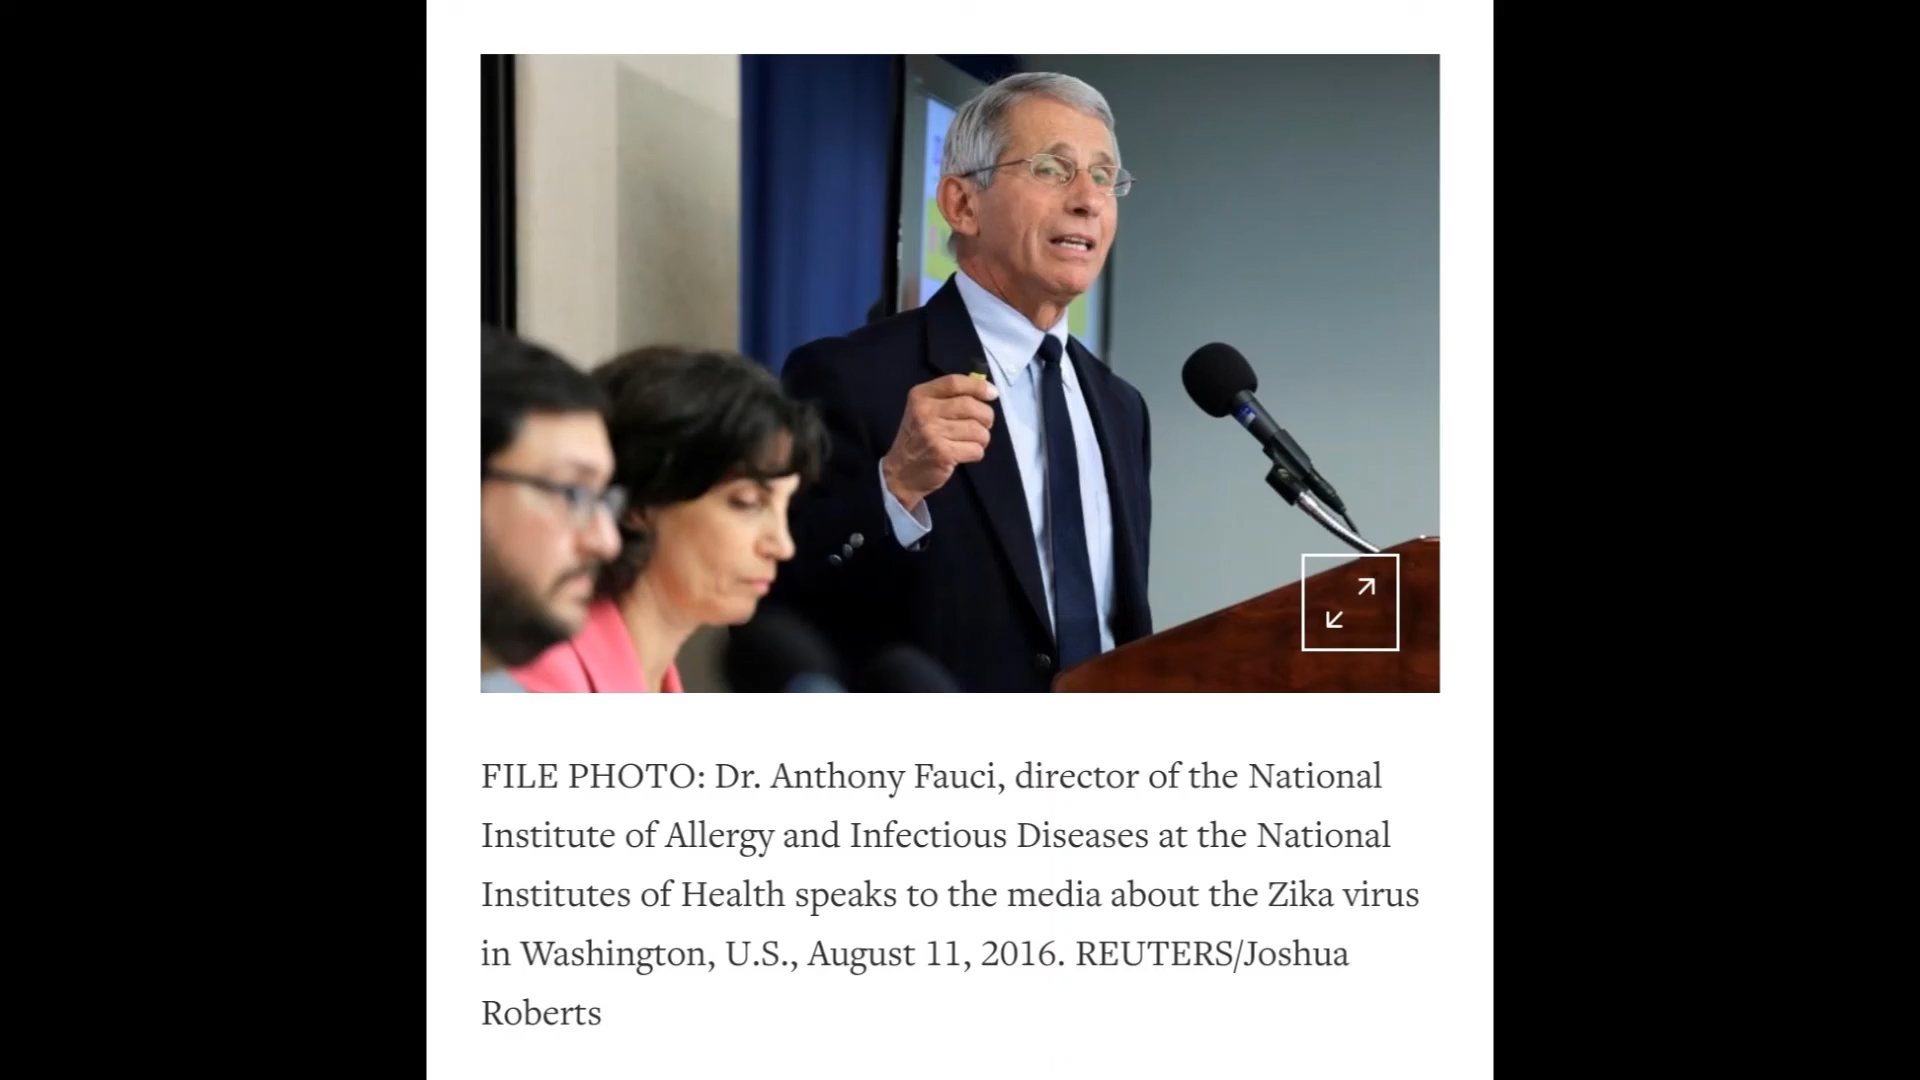 FILE PHOTO: Dr. Anthony Fauci, director of the National
Institute of Allergy and Infectious Diseases at the National
Institutes of Health speaks to the media about the Zika virus
in Washington, U.S., August 11, 2016. REUTERS/Joshua
Roberts